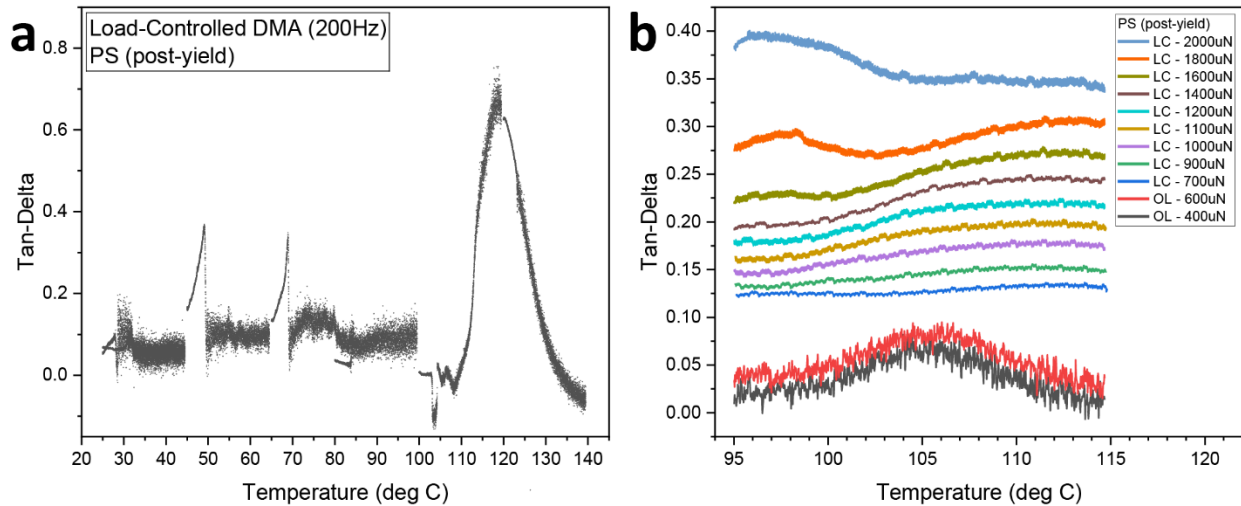 a
Load-Controlled DMA (200Hz)
PS (post-yield)
0.8
0.6
0.4
0.2
0.0
Tan-Delta
20 30 40 50 60 70 80 90 100 110 120 130 140
Temperature (deg C)
b
PS (post-yield)
LC - 2000uN
LC - 1800uN
LC - 1600uN
LC - 1400uN
LC - 1200uN
LC - 1100uN
LC - 1000uN
LC - 900uN
LC - 700uN
OL - 600uN
OL - 400uN
0.40
0.35
0.30
0.25
0.20
0.15
0.10
0.05
0.00
Tan-Delta
95 100 105 110 115 120
Temperature (deg C)